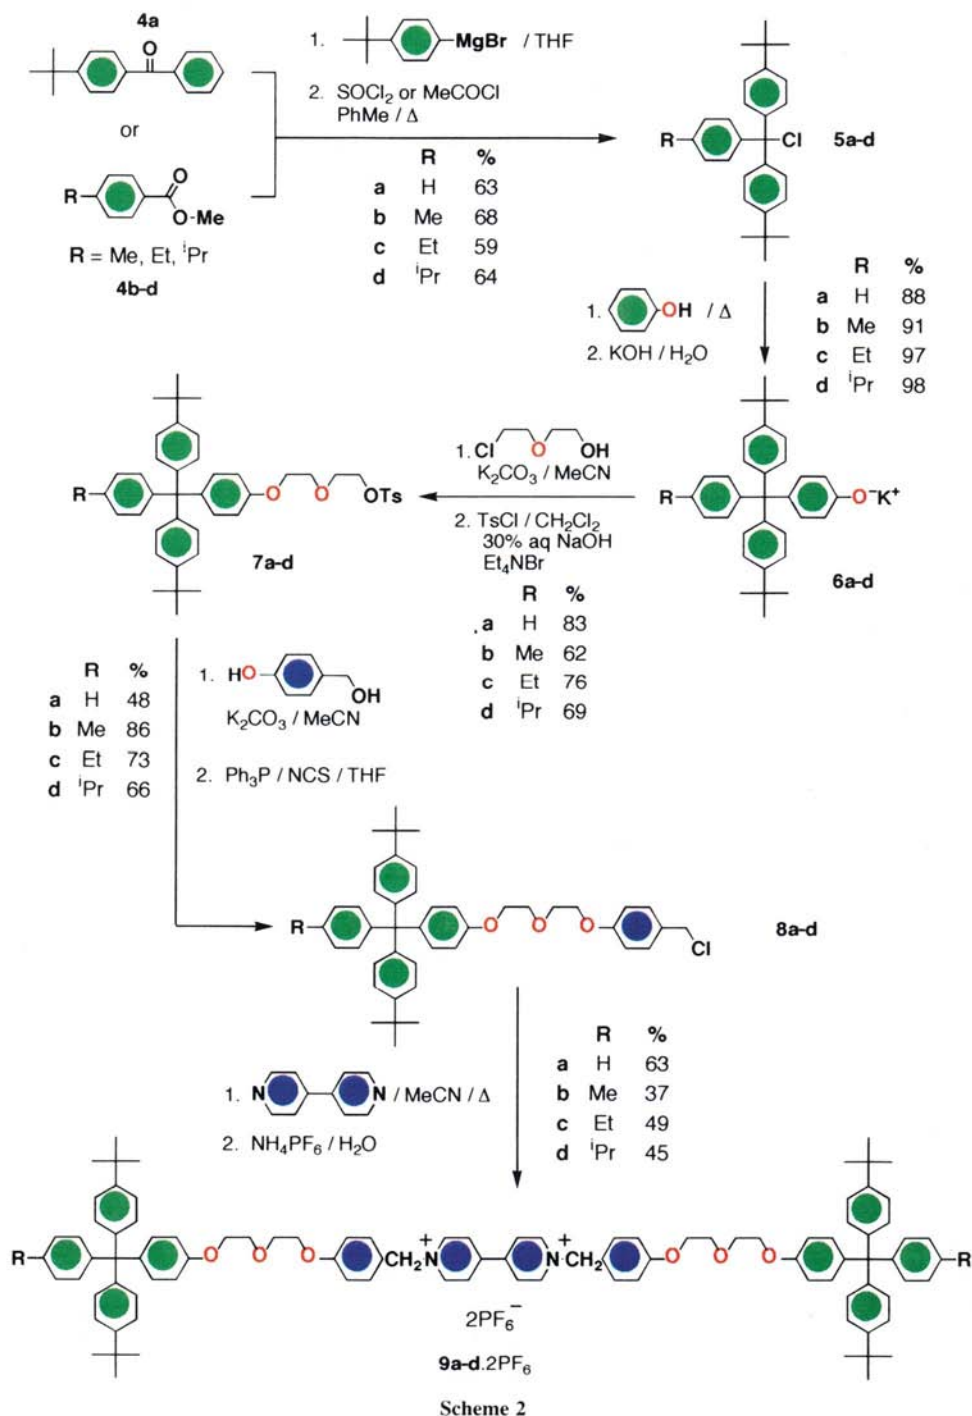 4a
O
1. MgBr / THF
2. SOCl₂ or MeCOCl
PhMe / Δ
or
R
O
O-Me
R = Me, Et, ⁱPr
4b-d
R %
a H 63
b Me 68
c Et 59
d ⁱPr 64
R Cl
5a-d
1. OH / Δ
2. KOH / H₂O
R %
a H 88
b Me 91
c Et 97
d ⁱPr 98
R O⁻K⁺
6a-d
1. Cl O OH
K₂CO₃ / MeCN
2. TsCl / CH₂Cl₂
30% aq NaOH
Et₄NBr
R %
a H 83
b Me 62
c Et 76
d ⁱPr 69
R O O OTs
7a-d
R %
a H 48
b Me 86
c Et 73
d ⁱPr 66
1. HO OH
K₂CO₃ / MeCN
2. Ph₃P / NCS / THF
R O O O Cl
8a-d
1. N N / MeCN / Δ
2. NH₄PF₆ / H₂O
R %
a H 63
b Me 37
c Et 49
d ⁱPr 45
R O O O CH₂ N⁺ N⁺ CH₂ O O O R
2PF₆⁻
9a-d.2PF₆
Scheme 2